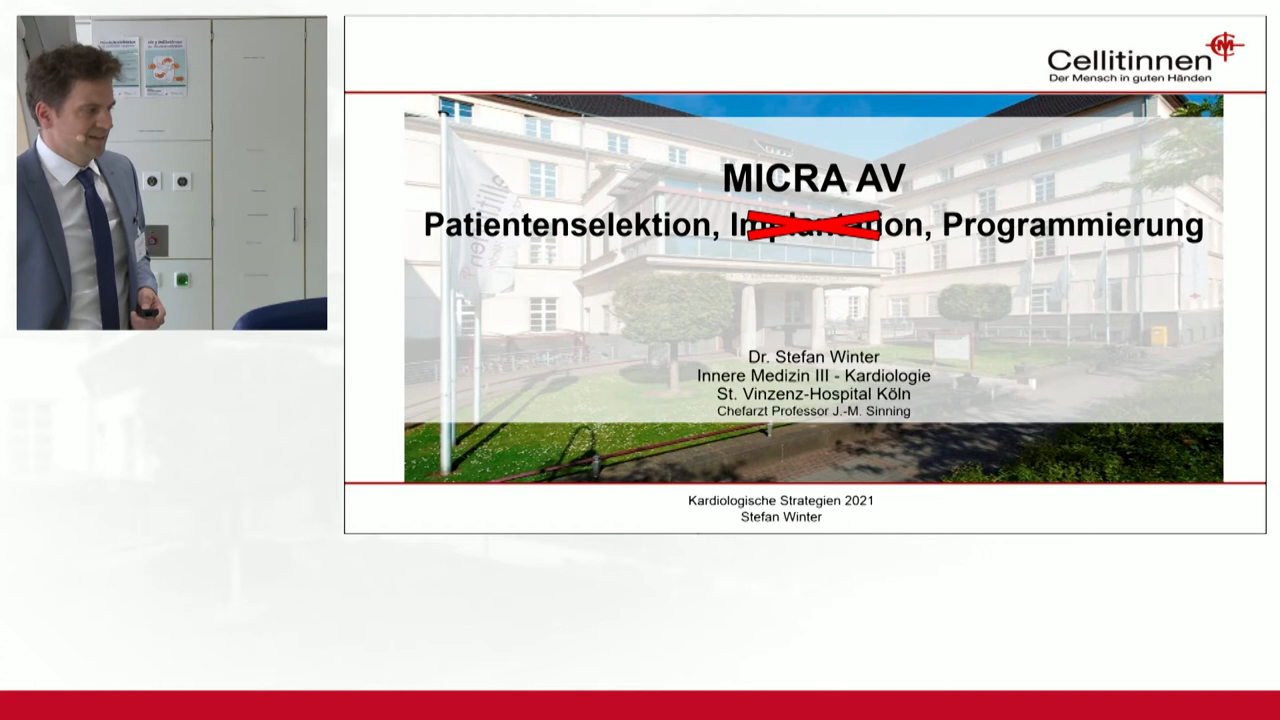 Cellitinnen
Der Mensch in guten Händen
MICRA AV
Patientenselektion, Implantation, Programmierung
Dr. Stefan Winter
Innere Medizin III - Kardiologie
St. Vinzenz-Hospital Köln
Chefarzt Professor J.-M. Sinning
Kardiologische Strategien 2021
Stefan Winter